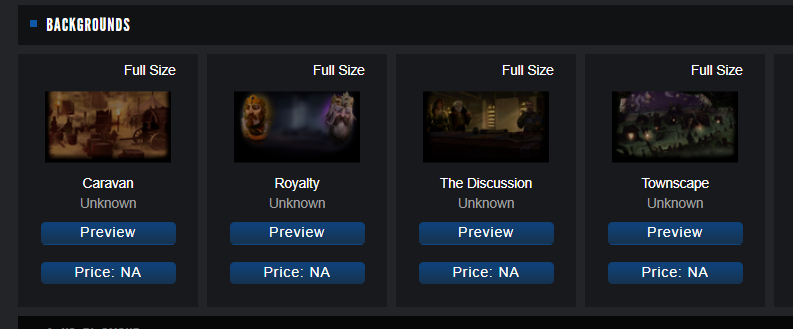 BACKGROUNDS
Full Size
Full Size
Full Size
Full Size
Caravan
Royalty
The Discussion
Townscape
Unknown
Unknown
Unknown
Unknown
Preview
Preview
Preview
Preview
Price: NA
Price: NA
Price: NA
Price: NA